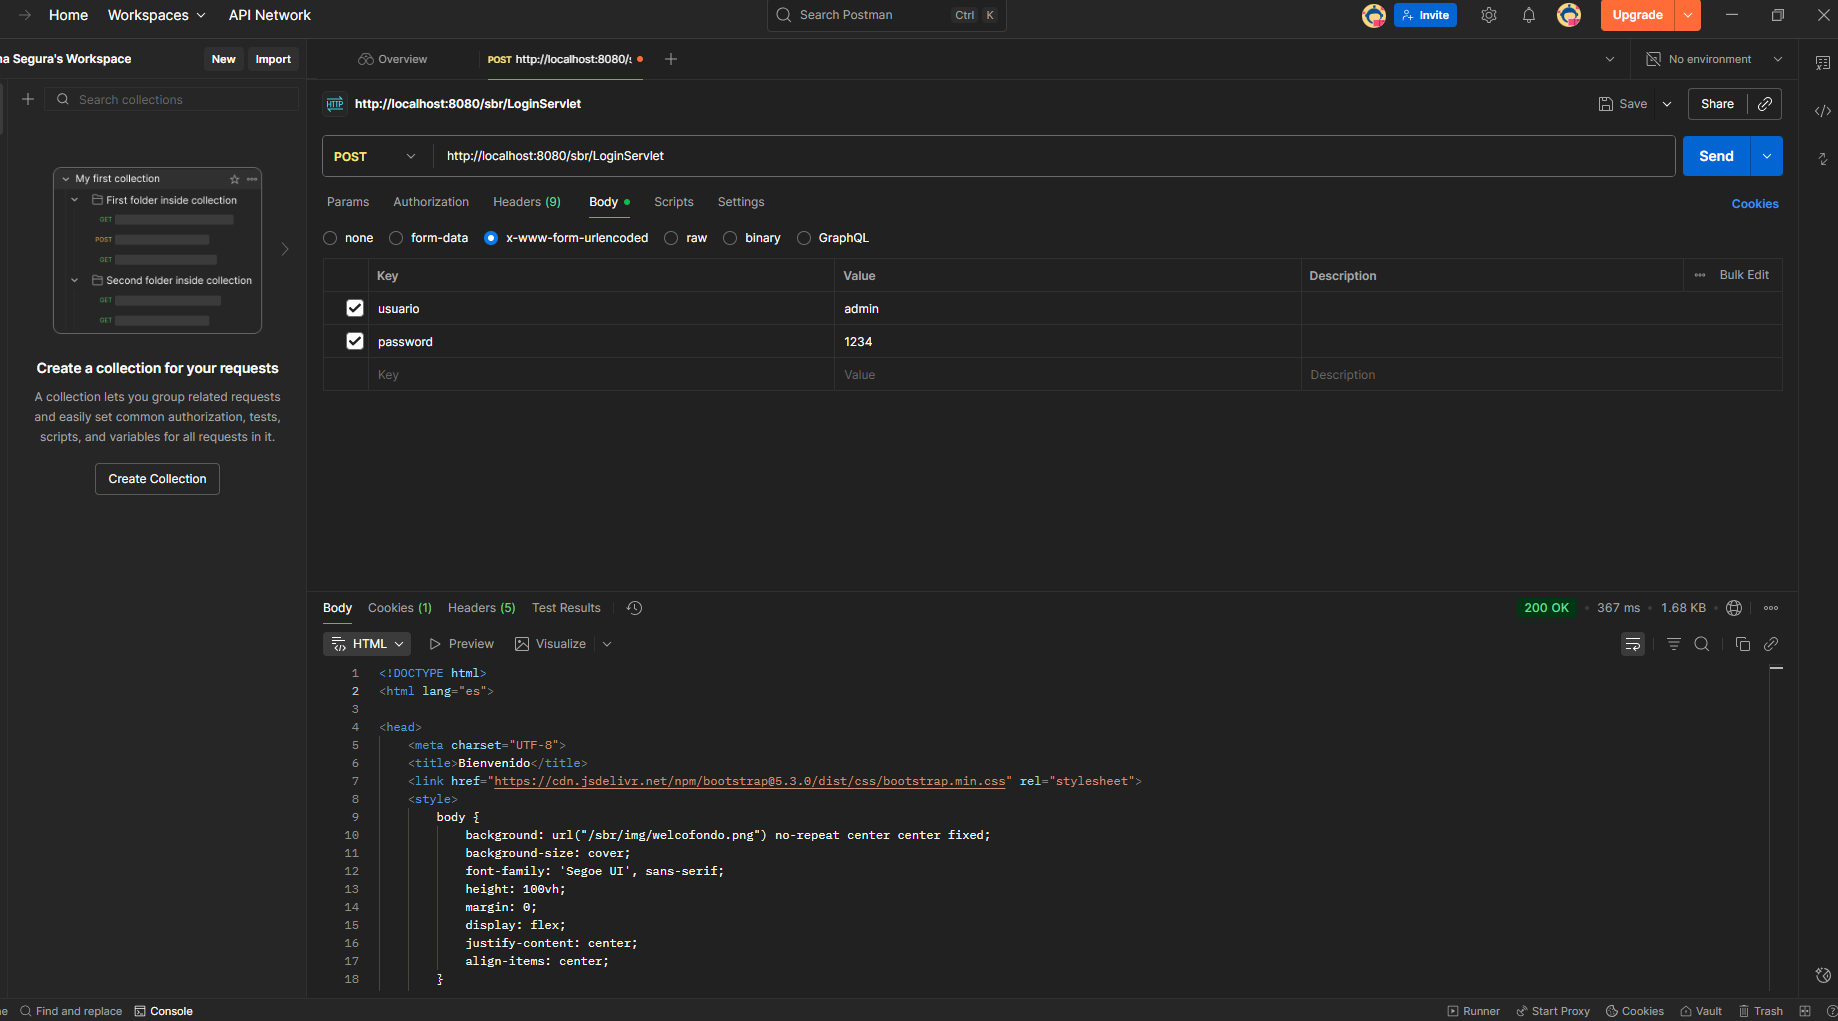 Home Workspaces API Network Search Postman Ctrl K Invite Upgrade
na Segura's Workspace New Import Overview POST http://localhost:8080/s No environment
Search collections
HTTP http://localhost:8080/sbr/LoginServlet Save Share
POST http://localhost:8080/sbr/LoginServlet Send
Params Authorization Headers (9) Body Scripts Settings Cookies
none form-data x-www-form-urlencoded raw binary GraphQL
Key Value Description Bulk Edit
usuario admin
password 1234
Key Value Description
My first collection
First folder inside collection
GET
POST
GET
Second folder inside collection
GET
GET
Create a collection for your requests
A collection lets you group related requests
and easily set common authorization, tests,
scripts, and variables for all requests in it.
Create Collection
Body Cookies (1) Headers (5) Test Results 200 OK 367 ms 1.68 KB
HTML Preview Visualize
1 <!DOCTYPE html>
2 <html lang="es">
3
4 <head>
5 <meta charset="UTF-8">
6 <title>Bienvenido</title>
7 <link href="https://cdn.jsdelivr.net/npm/bootstrap@5.3.0/dist/css/bootstrap.min.css" rel="stylesheet">
8 <style>
9 body {
10 background: url("/sbr/img/welcofondo.png") no-repeat center center fixed;
11 background-size: cover;
12 font-family: 'Segoe UI', sans-serif;
13 height: 100vh;
14 margin: 0;
15 display: flex;
16 justify-content: center;
17 align-items: center;
18 }
Find and replace Console Runner Start Proxy Cookies Vault Trash